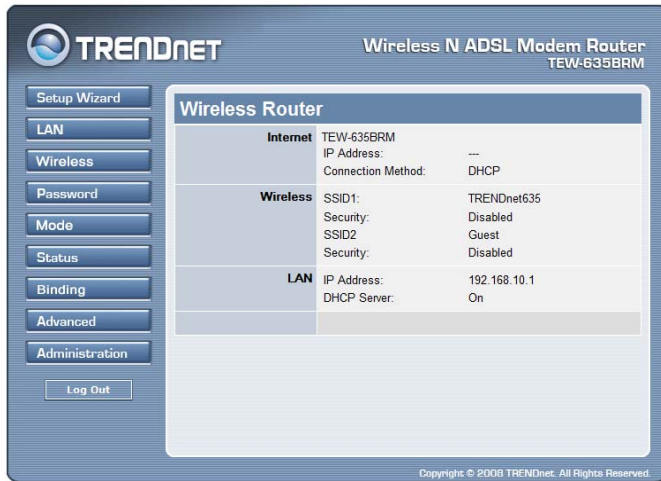 TRENDNET
Wireless N ADSL Modem Router
TEW-635BRM
Setup Wizard
LAN
Wireless
Password
Mode
Status
Binding
Advanced
Administration
Log Out
Wireless Router
Internet TEW-635BRM
IP Address: ---
Connection Method: DHCP
Wireless SSID1: TRENDnet635
Security: Disabled
SSID2 Guest
Security: Disabled
LAN IP Address: 192.168.10.1
DHCP Server: On
Copyright © 2008 TRENDnet. All Rights Reserved.